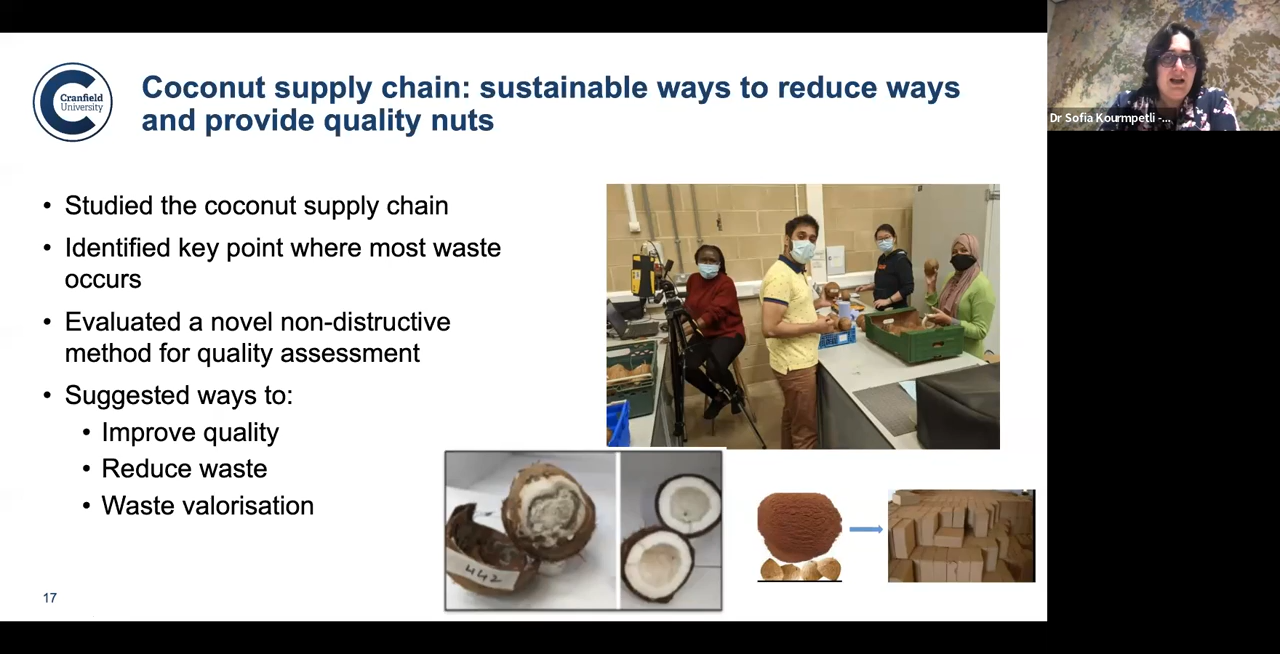 Cranfield
University
Coconut supply chain: sustainable ways to reduce ways
and provide quality nuts
Dr Sofia Kourmpetli -...
• Studied the coconut supply chain
• Identified key point where most waste
occurs
• Evaluated a novel non-distructive
method for quality assessment
• Suggested ways to:
• Improve quality
• Reduce waste
• Waste valorisation
442
17